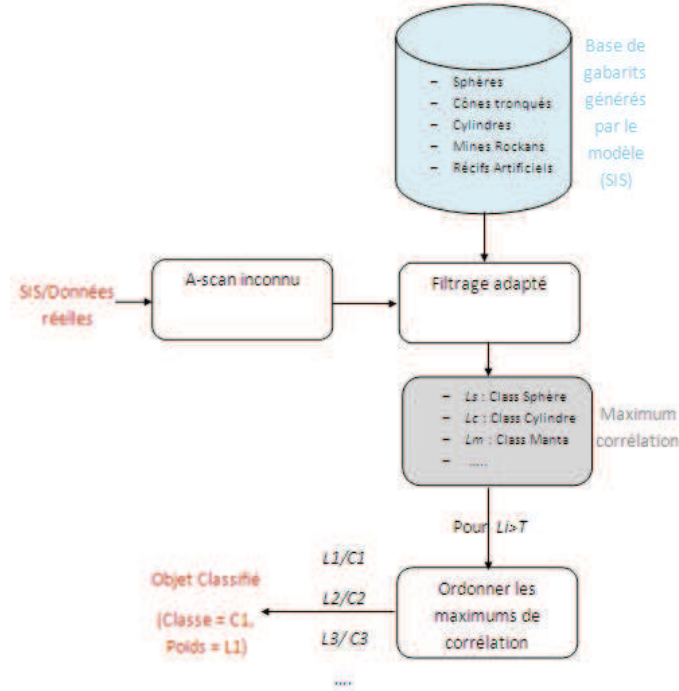 – Sphères
– Cônes tronqués
– Cylindres
– Mines Rockans
– Récifs Artificiels
Base de
gabarits
générés
par le
modèle
(SIS)
SIS/Données
réelles
A-scan inconnu
Filtrage adapté
– Ls : Class Sphère
– Lc : Class Cylindre
– Lm : Class Manta
– .....
Maximum
corrélation
Pour Li>T
Ordonner les
maximums de
corrélation
L1/C1
L2/C2
L3/ C3
....
Objet Classifié
(Classe = C1,
Poids = L1)